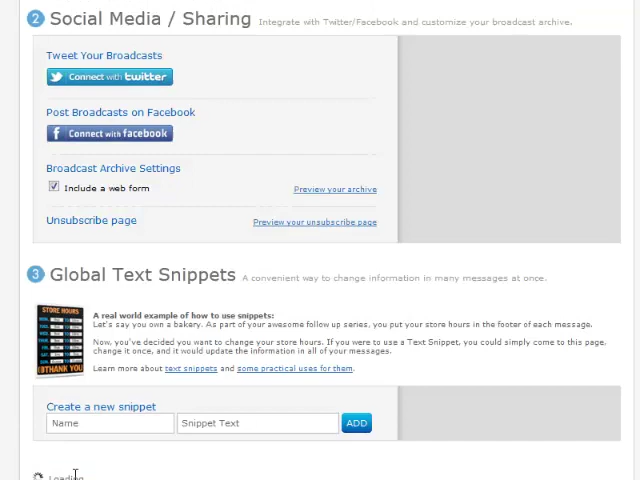 2 Social Media / Sharing Integrate with Twitter/Facebook and customize your broadcast archive.
Tweet Your Broadcasts
Connect with twitter
Post Broadcasts on Facebook
f Connect with facebook
Broadcast Archive Settings
Include a web form Preview your archive
Unsubscribe page Preview your unsubscribe page
3 Global Text Snippets A convenient way to change information in many messages at once.
STORE HOURS
THANK YOU
A real world example of how to use snippets:
Let's say you own a bakery. As part of your awesome follow up series, you put your store hours in the footer of each message.
Now, you've decided you want to change your store hours. If you were to use a Text Snippet, you could simply come to this page,
change it once, and it would update the information in all of your messages.
Learn more about text snippets and some practical uses for them.
Create a new snippet
Name Snippet Text ADD
Loading